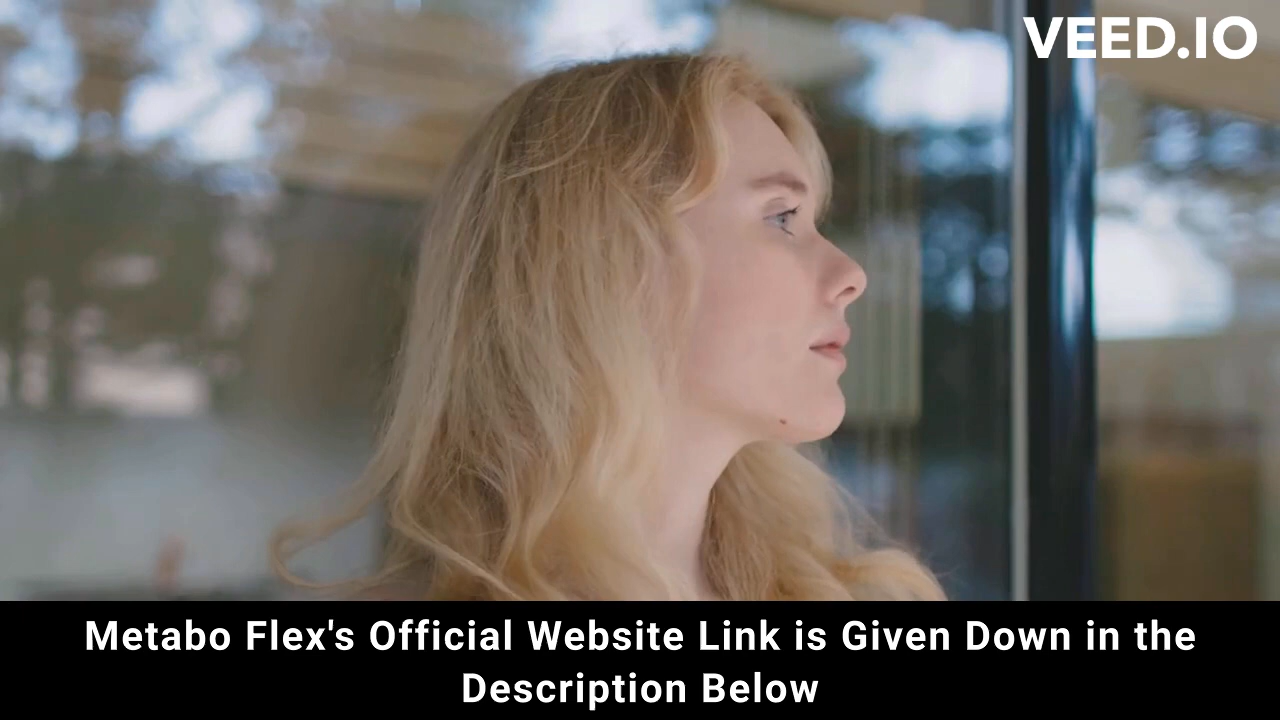 VEED.IO
Metabo Flex's Official Website Link is Given Down in the
Description Below